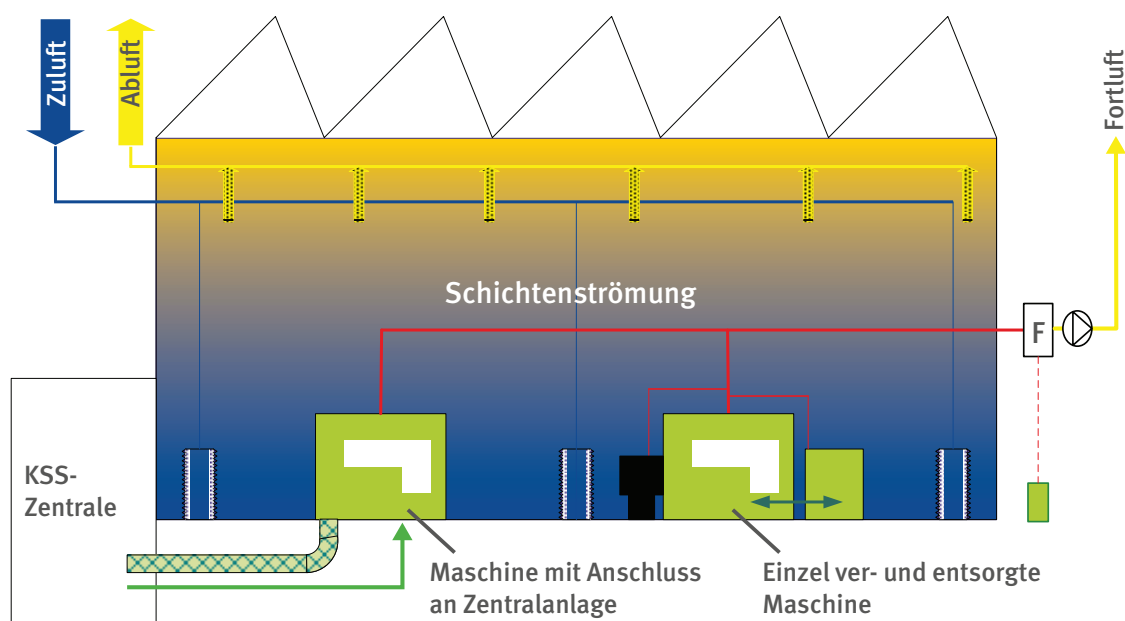 Zuluft
Abluft
Fortluft
Schichtenströmung
F
KSS-
Zentrale
Maschine mit Anschluss
an Zentralanlage
Einzel ver- und entsorgte
Maschine